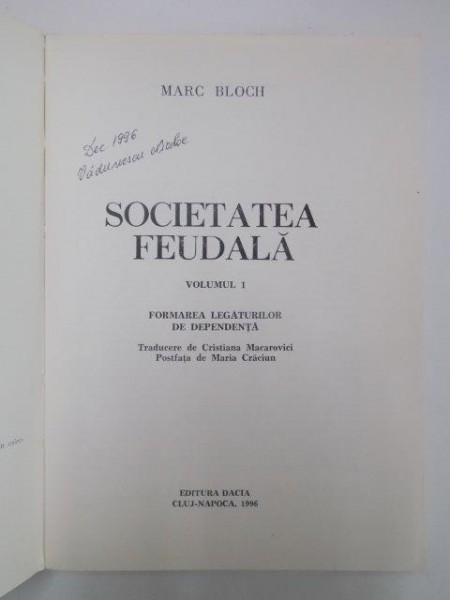 MARC BLOCH
Dec 1996
SOCIETATEA
FEUDALĂ
VOLUMUL 1
FORMAREA LEGĂTURILOR
DE DEPENDENȚĂ
Traducere de Cristiana Macarovici
Postfața de Maria Crăciun
EDITURA DACIA
CLUJ-NAPOCA, 1996